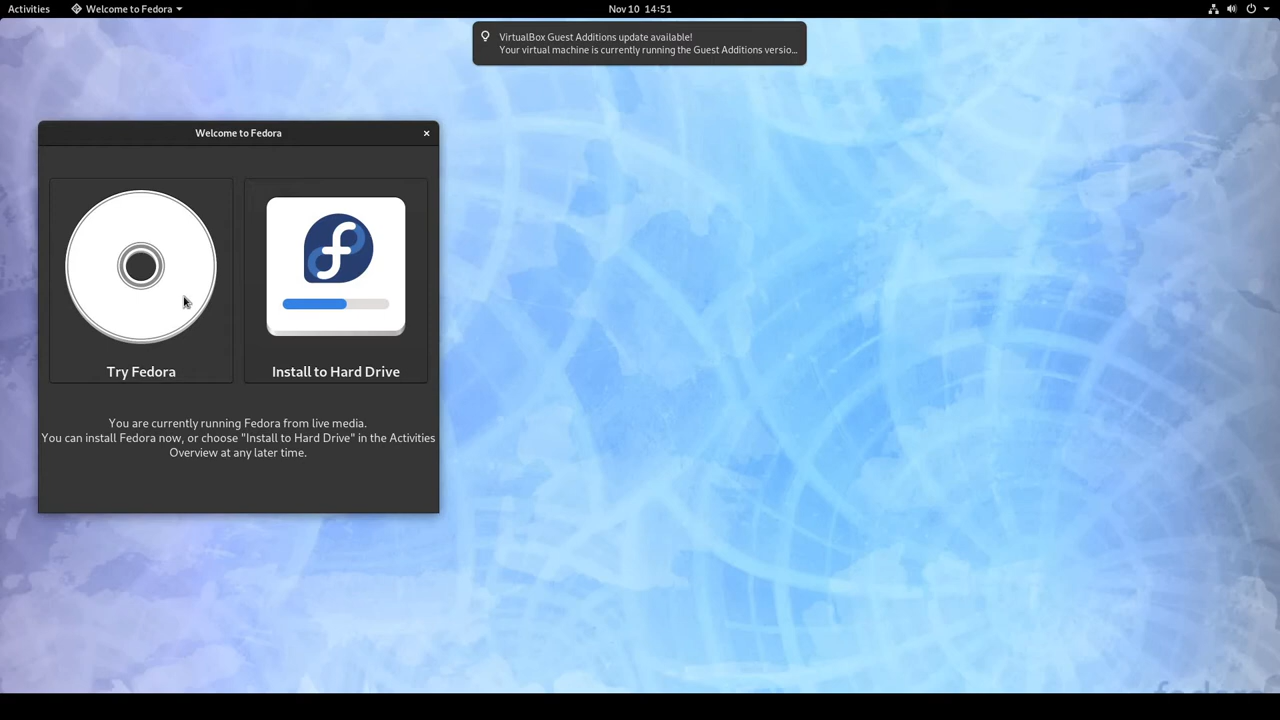 Activities
Welcome to Fedora
Nov 10 14:51
VirtualBox Guest Additions update available!
Your virtual machine is currently running the Guest Additions versio...
Welcome to Fedora
Try Fedora
Install to Hard Drive
You are currently running Fedora from live media.
You can install Fedora now, or choose "Install to Hard Drive" in the Activities
Overview at any later time.